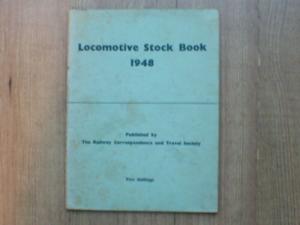 Locomotive Stock Book
1948
Published by
The Railway Correspondence and Travel Society
Two Shillings